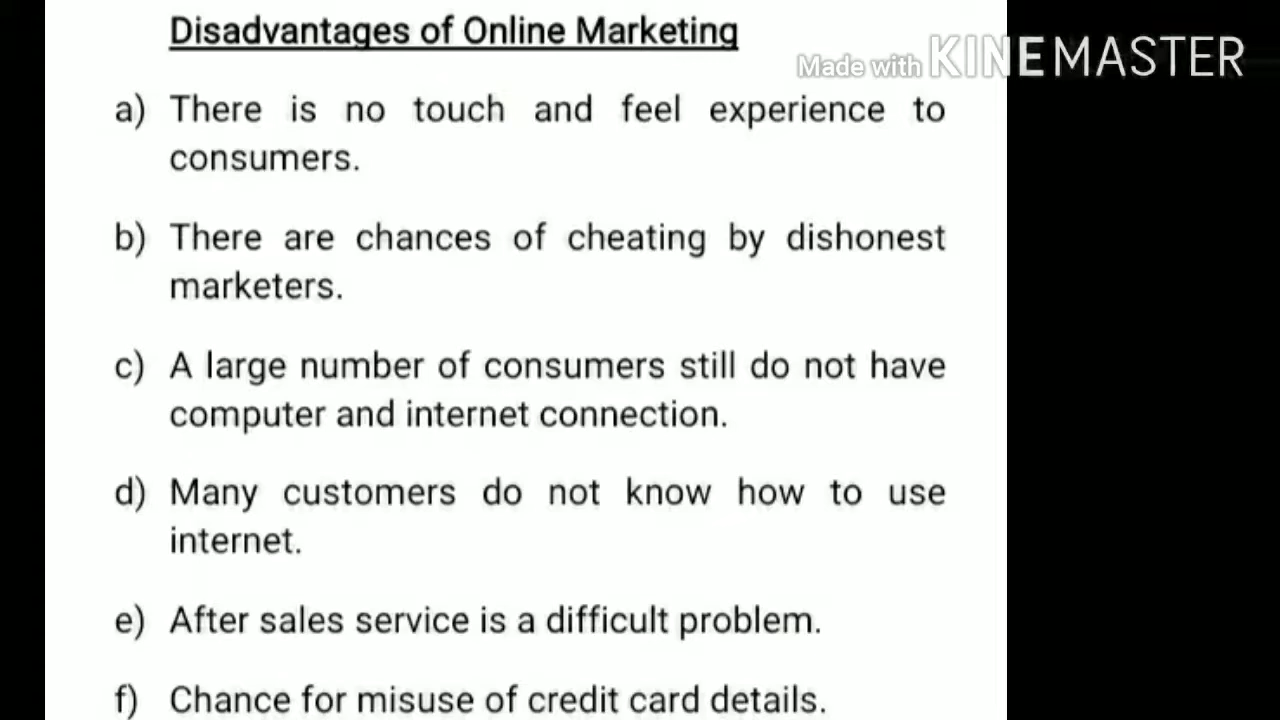 Disadvantages of Online Marketing
Made with KINEMASTER
a) There is no touch and feel experience to
consumers.
b) There are chances of cheating by dishonest
marketers.
c) A large number of consumers still do not have
computer and internet connection.
d) Many customers do not know how to use
internet.
e) After sales service is a difficult problem.
f) Chance for misuse of credit card details.